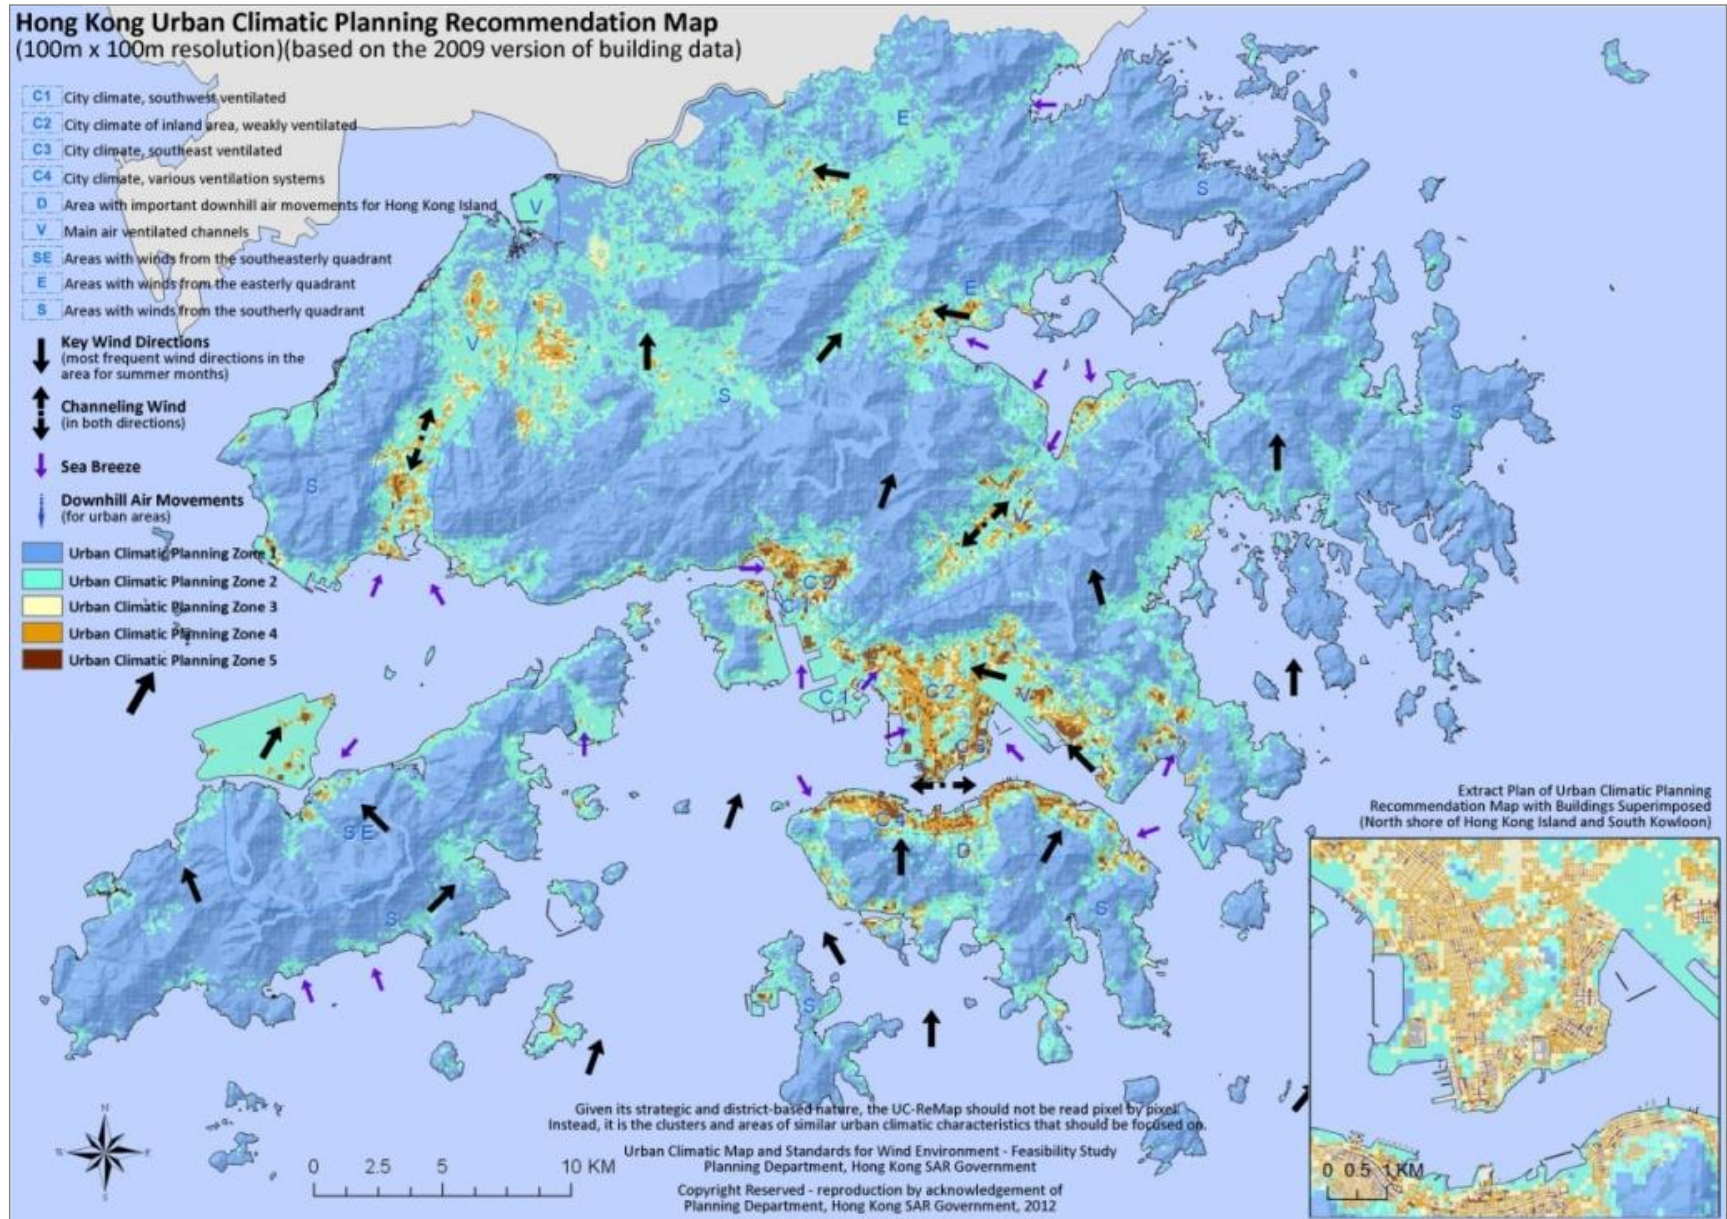 Hong Kong Urban Climatic Planning Recommendation Map
(100m x 100m resolution)(based on the 2009 version of building data)
C1 City climate, southwest ventilated
C2 City climate of inland area, weakly ventilated
C3 City climate, southeast ventilated
C4 City climate, various ventilation systems
D Area with important downhill air movements for Hong Kong Island
V Main air ventilated channels
SE Areas with winds from the southeasterly quadrant
E Areas with winds from the easterly quadrant
S Areas with winds from the southerly quadrant
Key Wind Directions
(most frequent wind directions in the
area for summer months)
Channeling Wind
(in both directions)
Sea Breeze
Downhill Air Movements
(for urban areas)
Urban Climatic Planning Zone 1
Urban Climatic Planning Zone 2
Urban Climatic Planning Zone 3
Urban Climatic Planning Zone 4
Urban Climatic Planning Zone 5
E
S
V
E
V
S
S
S
V
C2
C1
C1
C2
V
C3
C4
D
V
SE
S
S
S
Extract Plan of Urban Climatic Planning
Recommendation Map with Buildings Superimposed
(North shore of Hong Kong Island and South Kowloon)
0 0.5 1 KM
Given its strategic and district-based nature, the UC-ReMap should not be read pixel by pixel.
Instead, it is the clusters and areas of similar urban climatic characteristics that should be focused on.
Urban Climatic Map and Standards for Wind Environment - Feasibility Study
Planning Department, Hong Kong SAR Government
Copyright Reserved - reproduction by acknowledgement of
Planning Department, Hong Kong SAR Government, 2012
0 2.5 5 10 KM
N
W E
S